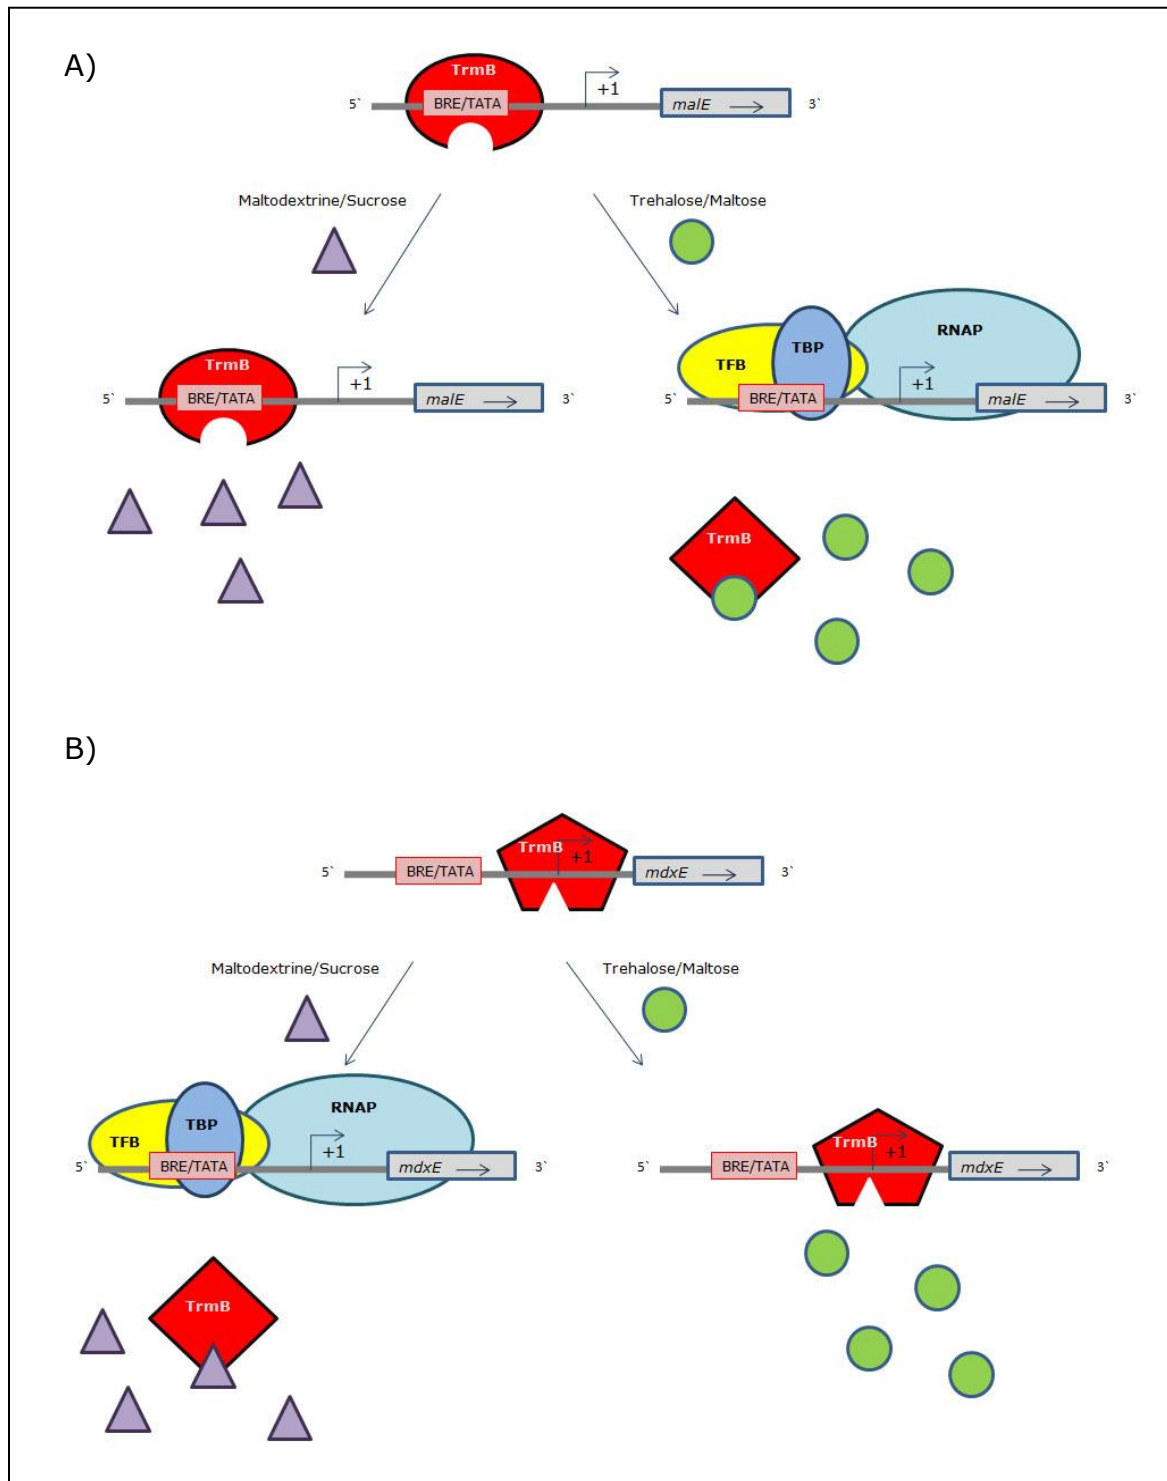 A)
TrmB
5` BRE/TATA +1 malE 3`
Maltodextrine/Sucrose Trehalose/Maltose
RNAP
TBP
TFB
TrmB
5` BRE/TATA +1 malE 3`
5` BRE/TATA +1 malE 3`
TrmB
B)
TrmB +1
5` BRE/TATA mdxE 3`
Maltodextrine/Sucrose Trehalose/Maltose
RNAP
TBP
TFB
5` BRE/TATA +1 mdxE 3`
TrmB +1
5` BRE/TATA mdxE 3`
TrmB